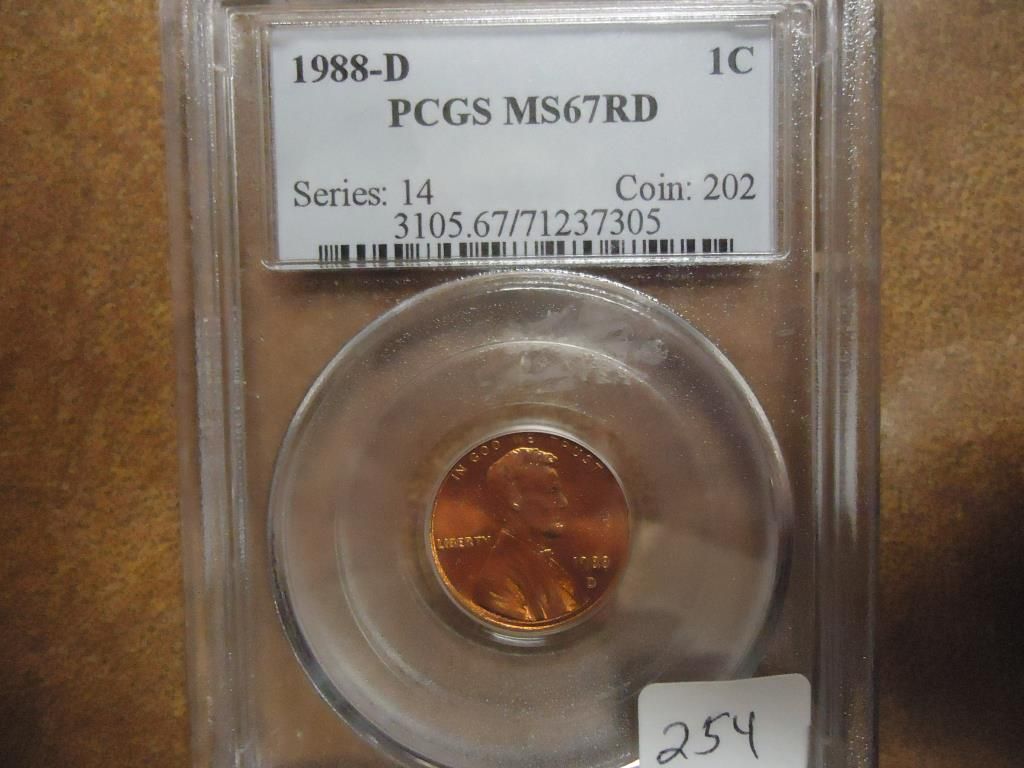 1988-D 1C
PCGS MS67RD
Series: 14 Coin: 202
3105.67/71237305
IN GOD WE TRUST
LIBERTY
1988
D
254